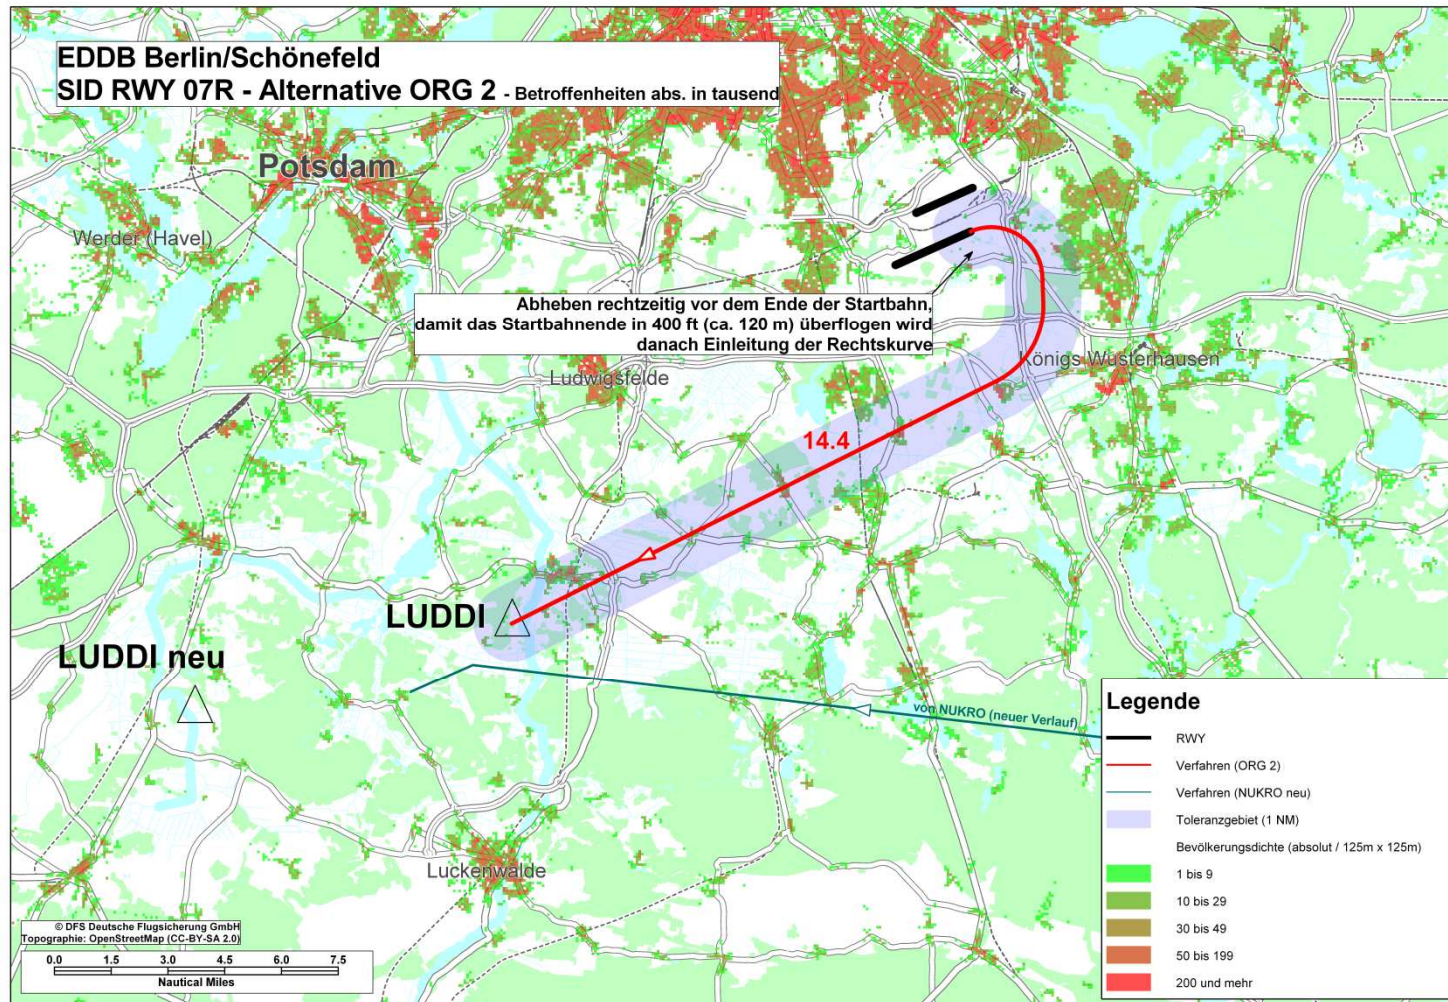 EDDB Berlin/Schönefeld
SID RWY 07R - Alternative ORG 2 - Betroffenheiten abs. in tausend
Potsdam
Werder (Havel)
Abheben rechtzeitig vor dem Ende der Startbahn,
damit das Startbahnende in 400 ft (ca. 120 m) überflogen wird
danach Einleitung der Rechtskurve
Königs Wusterhausen
Ludwigsfelde
14.4
LUDDI
LUDDI neu
von NUKRO (neuer Verlauf)
Luckenwalde
Legende
RWY
Verfahren (ORG 2)
Verfahren (NUKRO neu)
Toleranzgebiet (1 NM)
Bevölkerungsdichte (absolut / 125m x 125m)
1 bis 9
10 bis 29
30 bis 49
50 bis 199
200 und mehr
© DFS Deutsche Flugsicherung GmbH
Topographie: OpenStreetMap (CC-BY-SA 2.0)
0.0 1.5 3.0 4.5 6.0 7.5
Nautical Miles